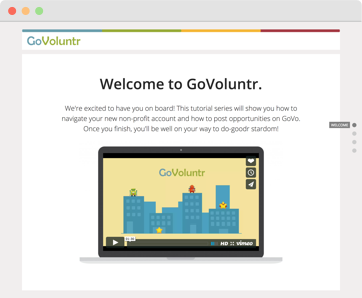 GoVoluntr
Welcome to GoVoluntr.
We're excited to have you on board! This tutorial series will show you how to
navigate your new non-profit account and how to post opportunities on GoVo.
Once you finish, you'll be well on your way to do-goodr stardom!
WELCOME
GoVoluntr
HD
vimeo